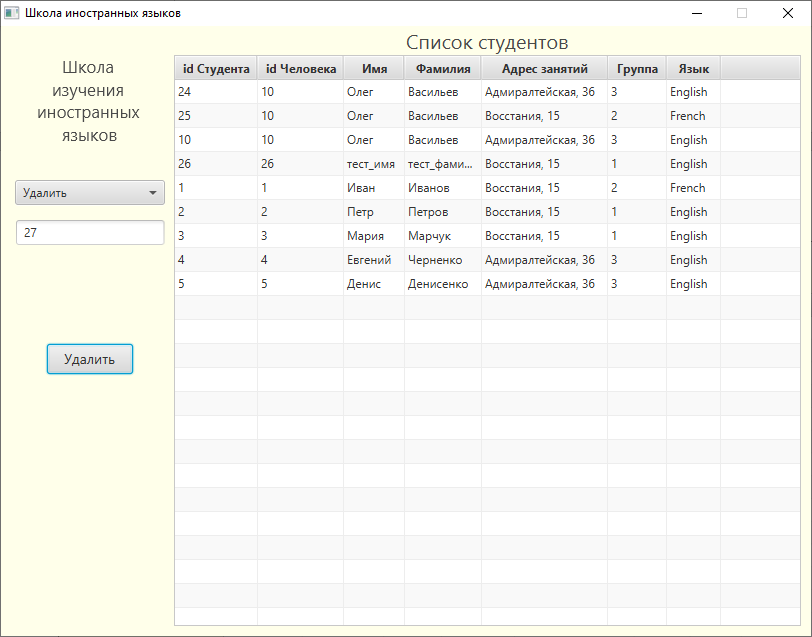 Школа иностранных языков
Список студентов
Школа
изучения
иностранных
языков
Удалить
27
Удалить
id Студента id Человека Имя Фамилия Адрес занятий Группа Язык
24 10 Олег Васильев Адмиралтейская, 36 3 English
25 10 Олег Васильев Восстания, 15 2 French
10 10 Олег Васильев Адмиралтейская, 36 3 English
26 26 тест_имя тест_фами... Восстания, 15 1 English
1 1 Иван Иванов Восстания, 15 2 French
2 2 Петр Петров Восстания, 15 1 English
3 3 Мария Марчук Восстания, 15 1 English
4 4 Евгений Черненко Адмиралтейская, 36 3 English
5 5 Денис Денисенко Адмиралтейская, 36 3 English